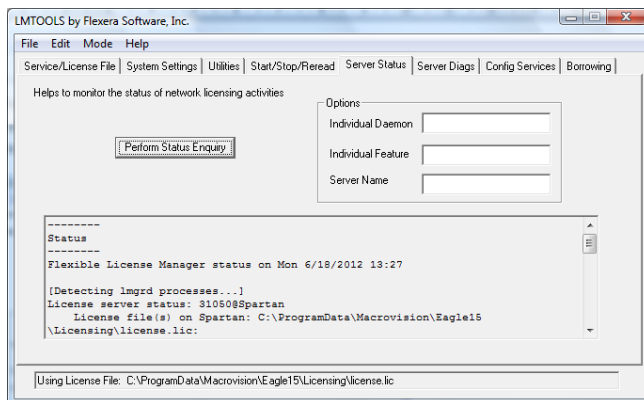 LMTOOLS by Flexera Software, Inc.
File Edit Mode Help
Service/License File System Settings Utilities Start/Stop/Reread Server Status Server Diags Config Services Borrowing
Helps to monitor the status of network licensing activities
Options
Individual Daemon
Perform Status Enquiry
Individual Feature
Server Name
--------
Status
--------
Flexible License Manager status on Mon 6/18/2012 13:27
[Detecting lmgrd processes...]
License server status: 31050@Spartan
License file(s) on Spartan: C:\ProgramData\Macrovision\Eagle15
\Licensing\license.lic:
Using License File: C:\ProgramData\Macrovision\Eagle15\Licensing\license.lic